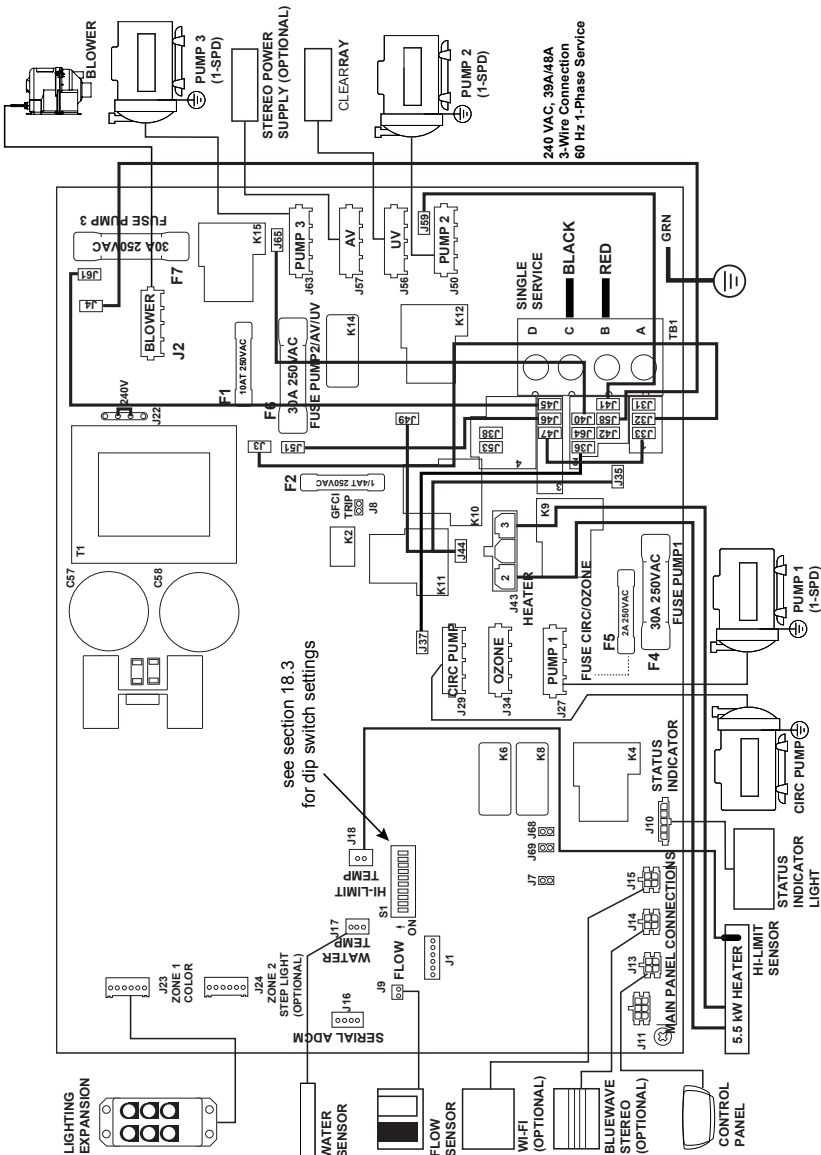 BLOWER
PUMP 3
(1-SPD)
STEREO POWER
SUPPLY (OPTIONAL)
CLEARRAY
PUMP 2
(1-SPD)
240 VAC, 39A/48A
3-Wire Connection
60 Hz 1-Phase Service
FUSE PUMP 3
30A 250VAC
F7
K15
J61
J4
J65
BLOWER
J2
PUMP 3
J63
AV
J57
UV
J56
PUMP 2
J50
J59
GRN
SINGLE
SERVICE
BLACK
RED
D
C
B
A
TB1
240V
J22
F1
10AT 250VAC
F6
30A 250VAC
FUSE PUMP2/AV/UV
K14
K12
J3
J51
J49
J38
J53
J45
J46
J47
J40
J64
J36
J41
J58
J42
J31
J32
J33
J35
4
3
2
1
T1
C57
C58
F2
1/4AT 250VAC
GFCI
TRIP
J8
K2
K11
K10
K9
J44
2
3
J43
HEATER
J37
CIRC PUMP
J29
OZONE
J34
PUMP 1
J27
FUSE CIRC/OZONE
F5
2A 250VAC
F4
30A 250VAC
FUSE PUMP1
PUMP 1
(1-SPD)
see section 18.3
for dip switch settings
K6
K8
K4
STATUS
INDICATOR
J10
J68
J69
J7
CIRC PUMP
STATUS
INDICATOR
LIGHT
J18
HI-LIMIT
TEMP
S1
ON
J17
WATER
TEMP
FLOW
J9
J1
J16
SERIAL ADCM
J23
ZONE 1
COLOR
J24
ZONE 2
STEP LIGHT
(OPTIONAL)
J15
J14
J13
J11
MAIN PANEL CONNECTIONS
HI-LIMIT
SENSOR
5.5 kW HEATER
LIGHTING
EXPANSION
WATER
SENSOR
FLOW
SENSOR
WI-FI
(OPTIONAL)
BLUEWAVE
STEREO
(OPTIONAL)
CONTROL
PANEL